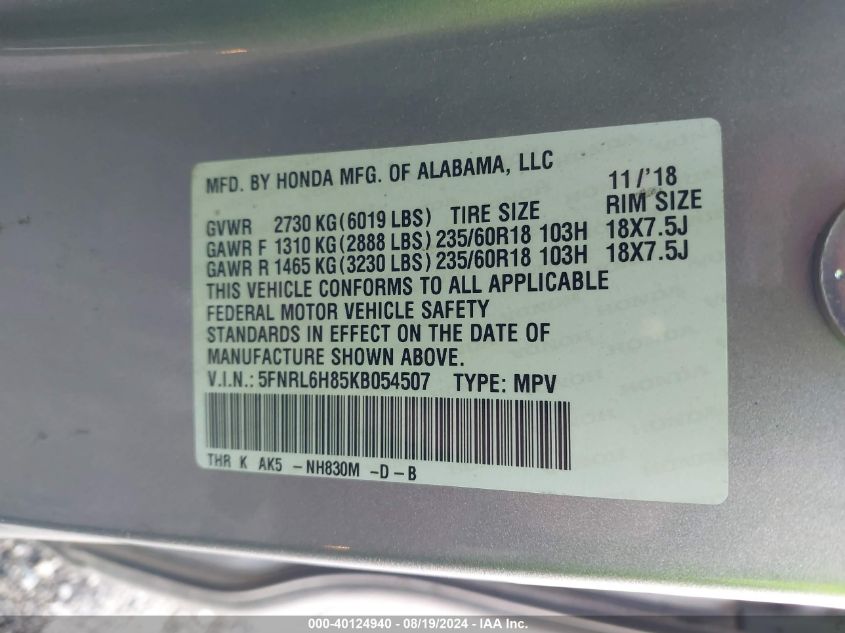 MFD. BY HONDA MFG. OF ALABAMA, LLC 11/'18
GVWR 2730 KG(6019 LBS) TIRE SIZE RIM SIZE
GAWR F 1310 KG(2888 LBS) 235/60R18 103H 18X7.5J
GAWR R 1465 KG(3230 LBS) 235/60R18 103H 18X7.5J
THIS VEHICLE CONFORMS TO ALL APPLICABLE
FEDERAL MOTOR VEHICLE SAFETY
STANDARDS IN EFFECT ON THE DATE OF
MANUFACTURE SHOWN ABOVE.
V.I.N.: 5FNRL6H85KB054507 TYPE: MPV
THR K AK5 - NH830M - D - B
000-40124940 - 08/19/2024 - IAA Inc.